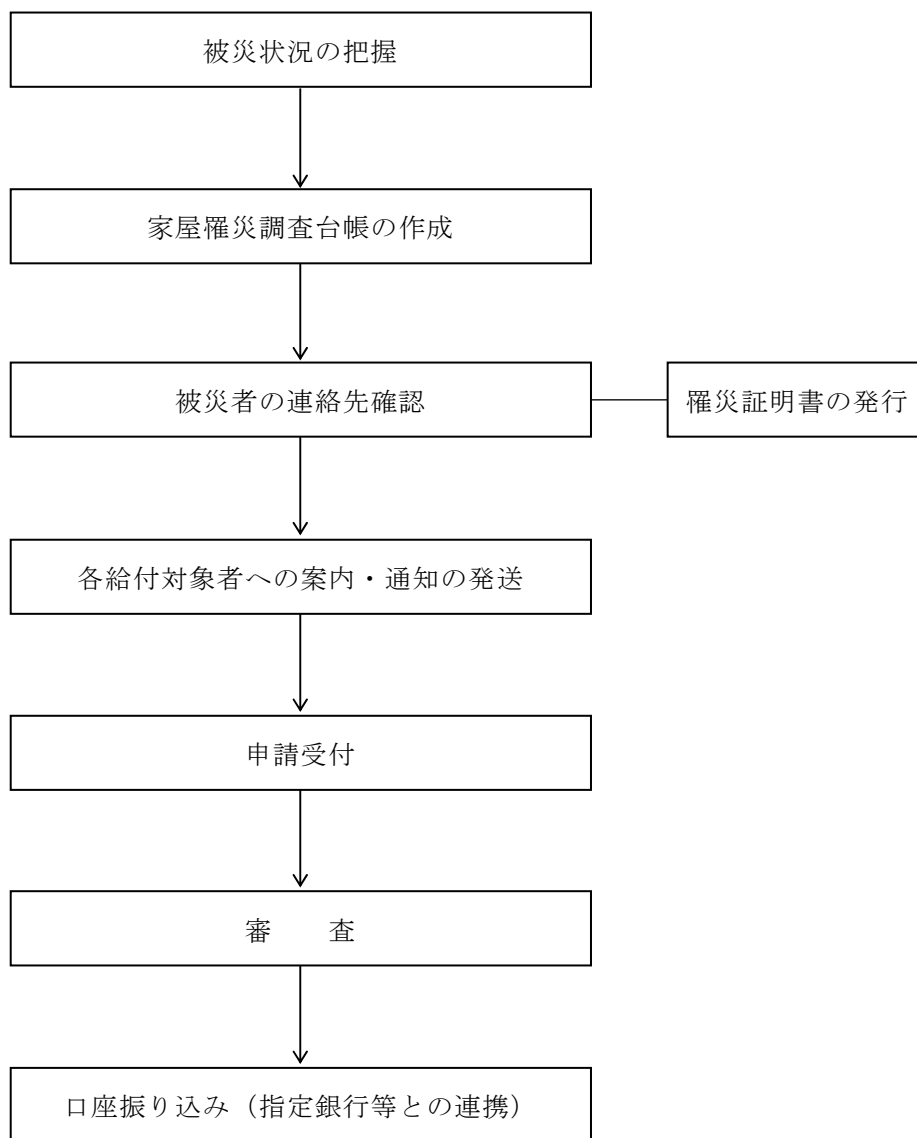 被災状況の把握
家屋罹災調査台帳の作成
被災者の連絡先確認
罹災証明書の発行
各給付対象者への案内・通知の発送
申請受付
審　　査
口座振り込み（指定銀行等との連携）